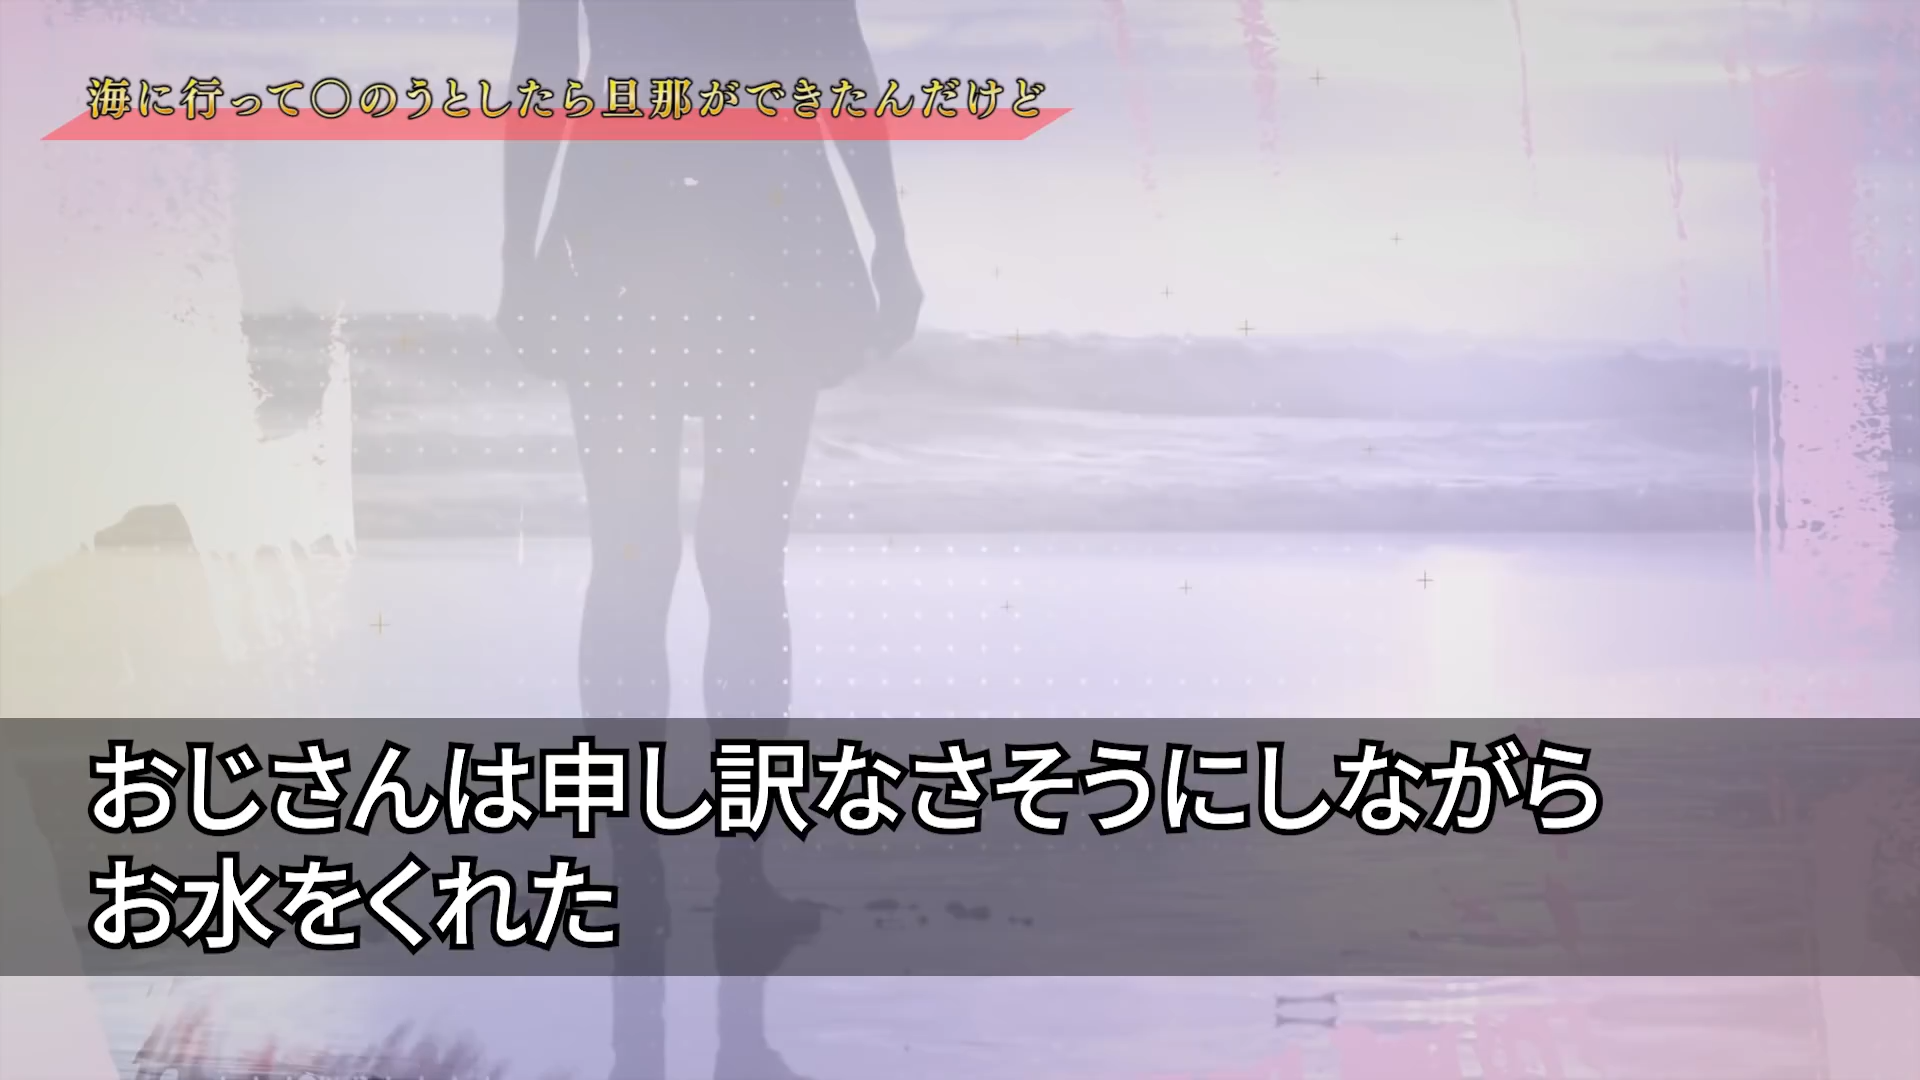 海に行って〇のうとしたら旦那ができたんだけど
おじさんは申し訳なさそうにしながら
お水をくれた